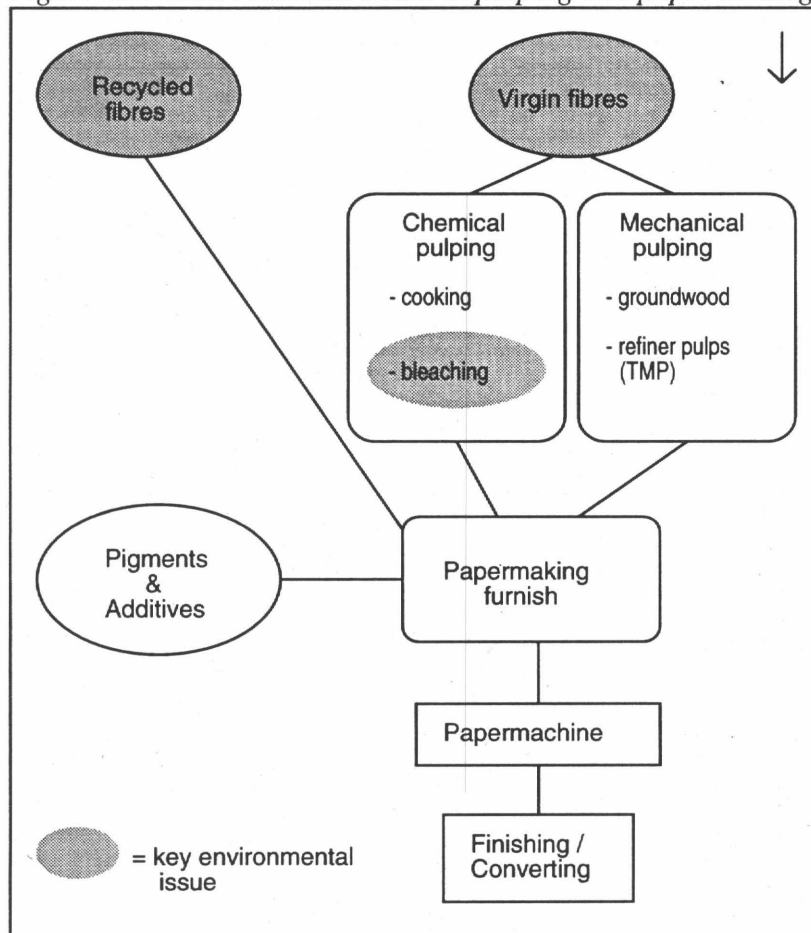 Recycled
fibres
Virgin fibres
Chemical
pulping
- cooking
- bleaching
Mechanical
pulping
- groundwood
- refiner pulps
(TMP)
Pigments
&
Additives
Papermaking
furnish
Papermachine
Finishing /
Converting
= key environmental
issue